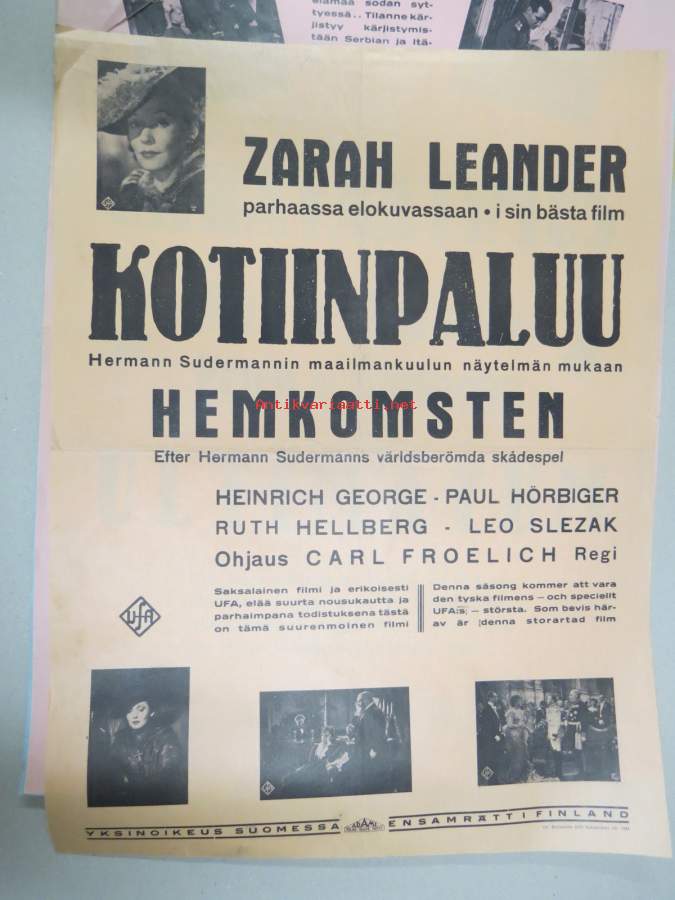 elämää sodan syt-
tyessä.. Tilanne kär-
jistyy kärjistymis-
tään Serbian ja Itä-
ZARAH LEANDER
parhaassa elokuvassaan • i sin bästa film
KOTIINPALUU
Hermann Sudermannin maailmankuulun näytelmän mukaan
Antikvariaatti.net
HEMKOMSTEN
Efter Hermann Sudermanns världsberömda skådespel
HEINRICH GEORGE - PAUL HÖRBIGER
RUTH HELLBERG - LEO SLEZAK
Ohjaus CARL FROELICH Regi
Saksalainen filmi ja erikoisesti
UFA, elää suurta nousukautta ja
parhaimpana todistuksena tästä
on tämä suurenmoinen filmi
Denna säsong kommer att vara
den tyska filmens — och speciellt
UFA:s — största. Som bevis här-
av är denna storartad film
UFA
YKSINOIKEUS SUOMESSA ADAMS ENSAMRÄTT I FINLAND